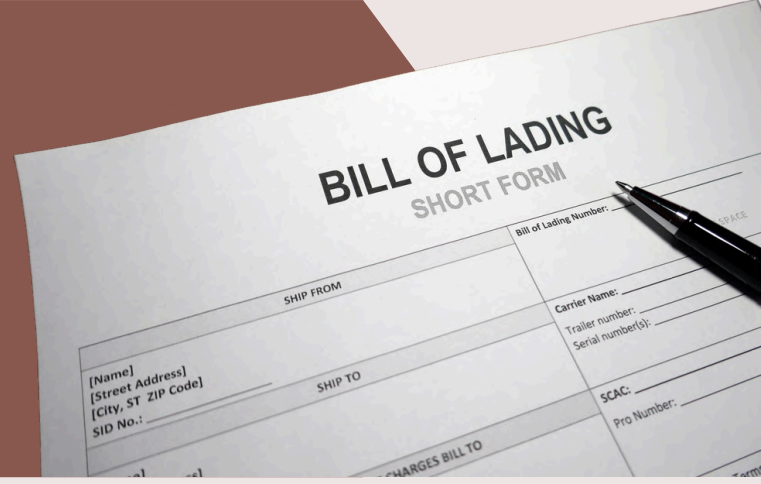 BILL OF LADING
SHORT FORM
SHIP FROM
[Name]
[Street Address]
[City, ST ZIP Code]
SID No.:
SHIP TO
CHARGES BILL TO
Bill of Lading Number:
SPACE
Carrier Name:
Trailer number:
Serial number(s):
SCAC:
Pro Number: